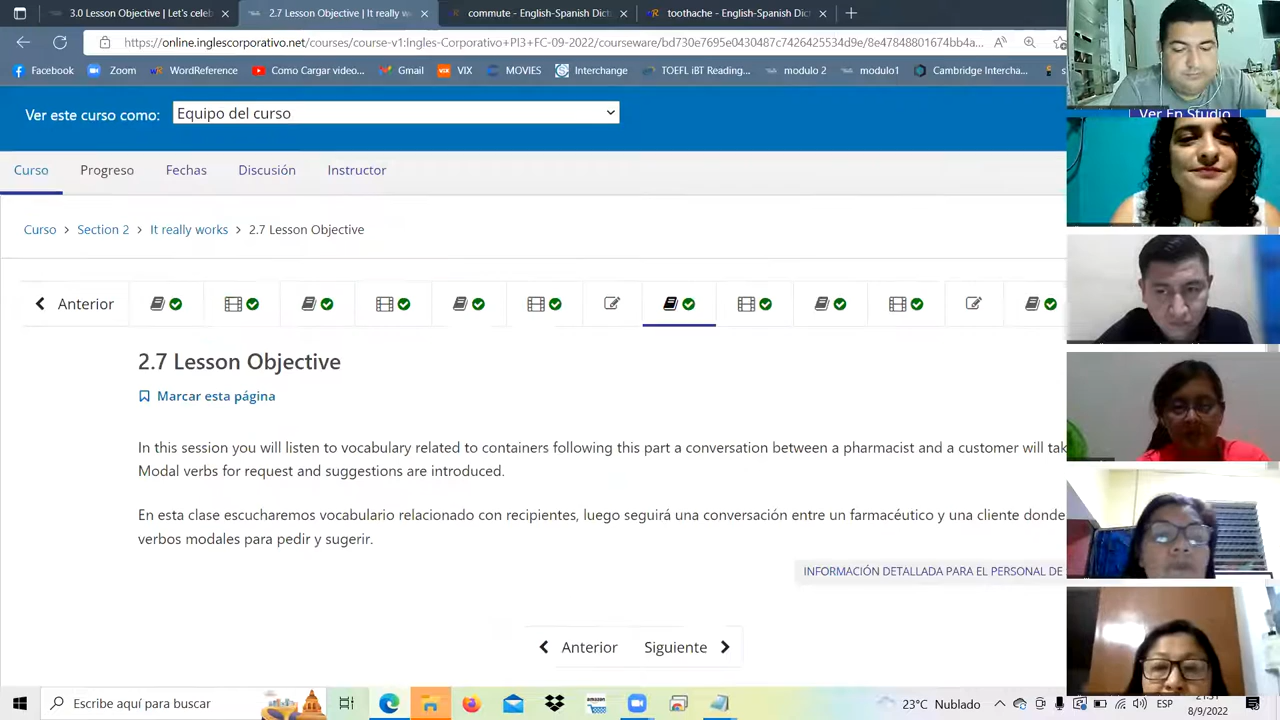 3.0 Lesson Objective | Let's celeb
2.7 Lesson Objective | It really w
commute - English-Spanish Dict
toothache - English-Spanish Dic
https://online.inglescorporativo.net/courses/course-v1:Ingles-Corporativo+PI3+FC-09-2022/courseware/bd730e7695e0430487c7426425534d9e/8e47848801674bb4a...
Facebook
Zoom
WordReference
Como Cargar video...
Gmail
VIX
MOVIES
Interchange
TOEFL iBT Reading...
modulo 2
modulo1
Cambridge Intercha...
Ver este curso como:
Equipo del curso
Ver En Studio
Curso
Progreso
Fechas
Discusión
Instructor
Curso > Section 2 > It really works > 2.7 Lesson Objective
Anterior
2.7 Lesson Objective
Marcar esta página
In this session you will listen to vocabulary related to containers following this part a conversation between a pharmacist and a customer will tak
Modal verbs for request and suggestions are introduced.
En esta clase escucharemos vocabulario relacionado con recipientes, luego seguirá una conversación entre un farmacéutico y una cliente donde
verbos modales para pedir y sugerir.
INFORMACIÓN DETALLADA PARA EL PERSONAL DE
Anterior
Siguiente
Escribe aquí para buscar
23°C Nublado
ESP
8/9/2022